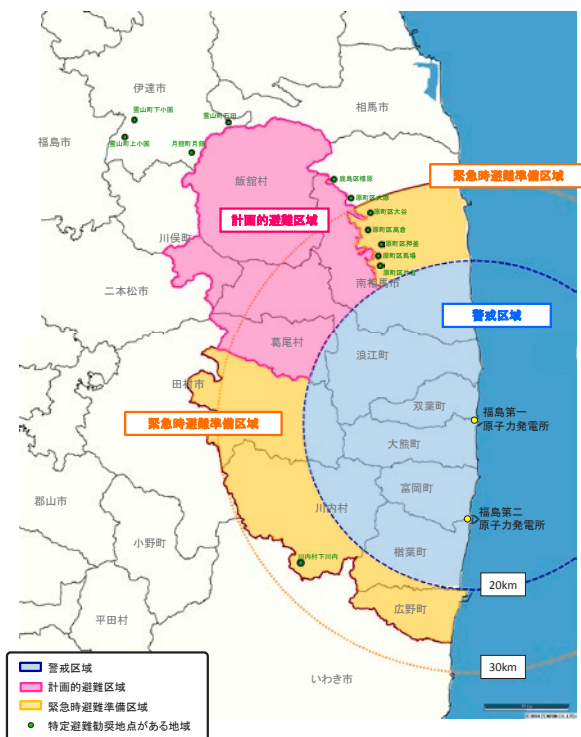 伊達市
相馬市
霊山町下小国
霊山町石田
福島市
霊山町上小国
月舘町月舘
飯舘村
鹿島区橲原
緊急時避難準備区域
原町区大原
原町区大谷
計画的避難区域
原町区高倉
川俣町
原町区押釜
原町区馬場
原町区片倉
南相馬市
二本松市
警戒区域
葛尾村
浪江町
田村市
双葉町
緊急時避難準備区域
福島第一
原子力発電所
大熊町
富岡町
郡山市
川内村
福島第二
原子力発電所
小野町
川内村下川内
楢葉町
20km
広野町
平田村
30km
いわき市
警戒区域
計画的避難区域
緊急時避難準備区域
特定避難勧奨地点がある地域